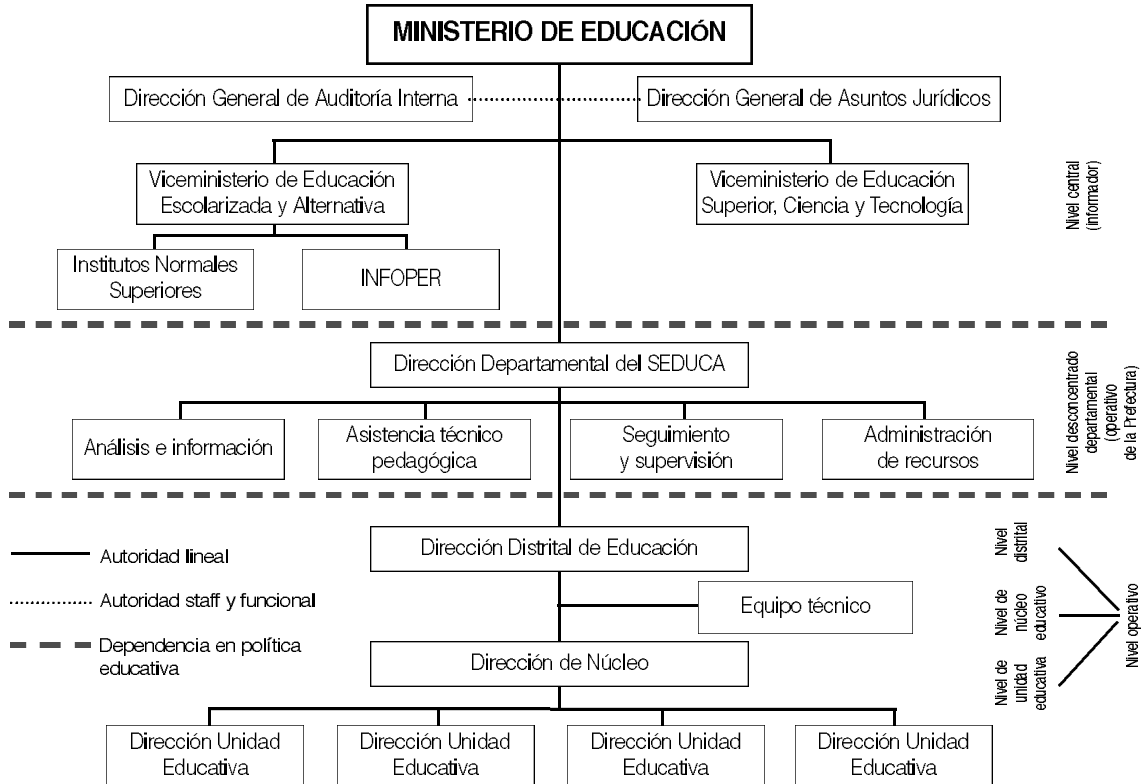 MINISTERIO DE EDUCACIÓN
Dirección General de Auditoría Interna
Dirección General de Asuntos Jurídicos
Viceministerio de Educación
Escolarizada y Alternativa
Viceministerio de Educación
Superior, Ciencia y Tecnología
Institutos Normales
Superiores
INFOPER
Nivel central
(informador)
Dirección Departamental del SEDUCA
Análisis e información
Asistencia técnico
pedagógica
Seguimiento
y supervisión
Administración
de recursos
Nivel desconcentrado
departamental
(operativo
de la Prefectura)
Dirección Distrital de Educación
Equipo técnico
Dirección de Núcleo
Dirección Unidad
Educativa
Dirección Unidad
Educativa
Dirección Unidad
Educativa
Dirección Unidad
Educativa
Autoridad lineal
Autoridad staff y funcional
Dependencia en política
educativa
Nivel
distrital
Nivel de
núcleo
educativo
Nivel de
unidad
educativa
Nivel operativo